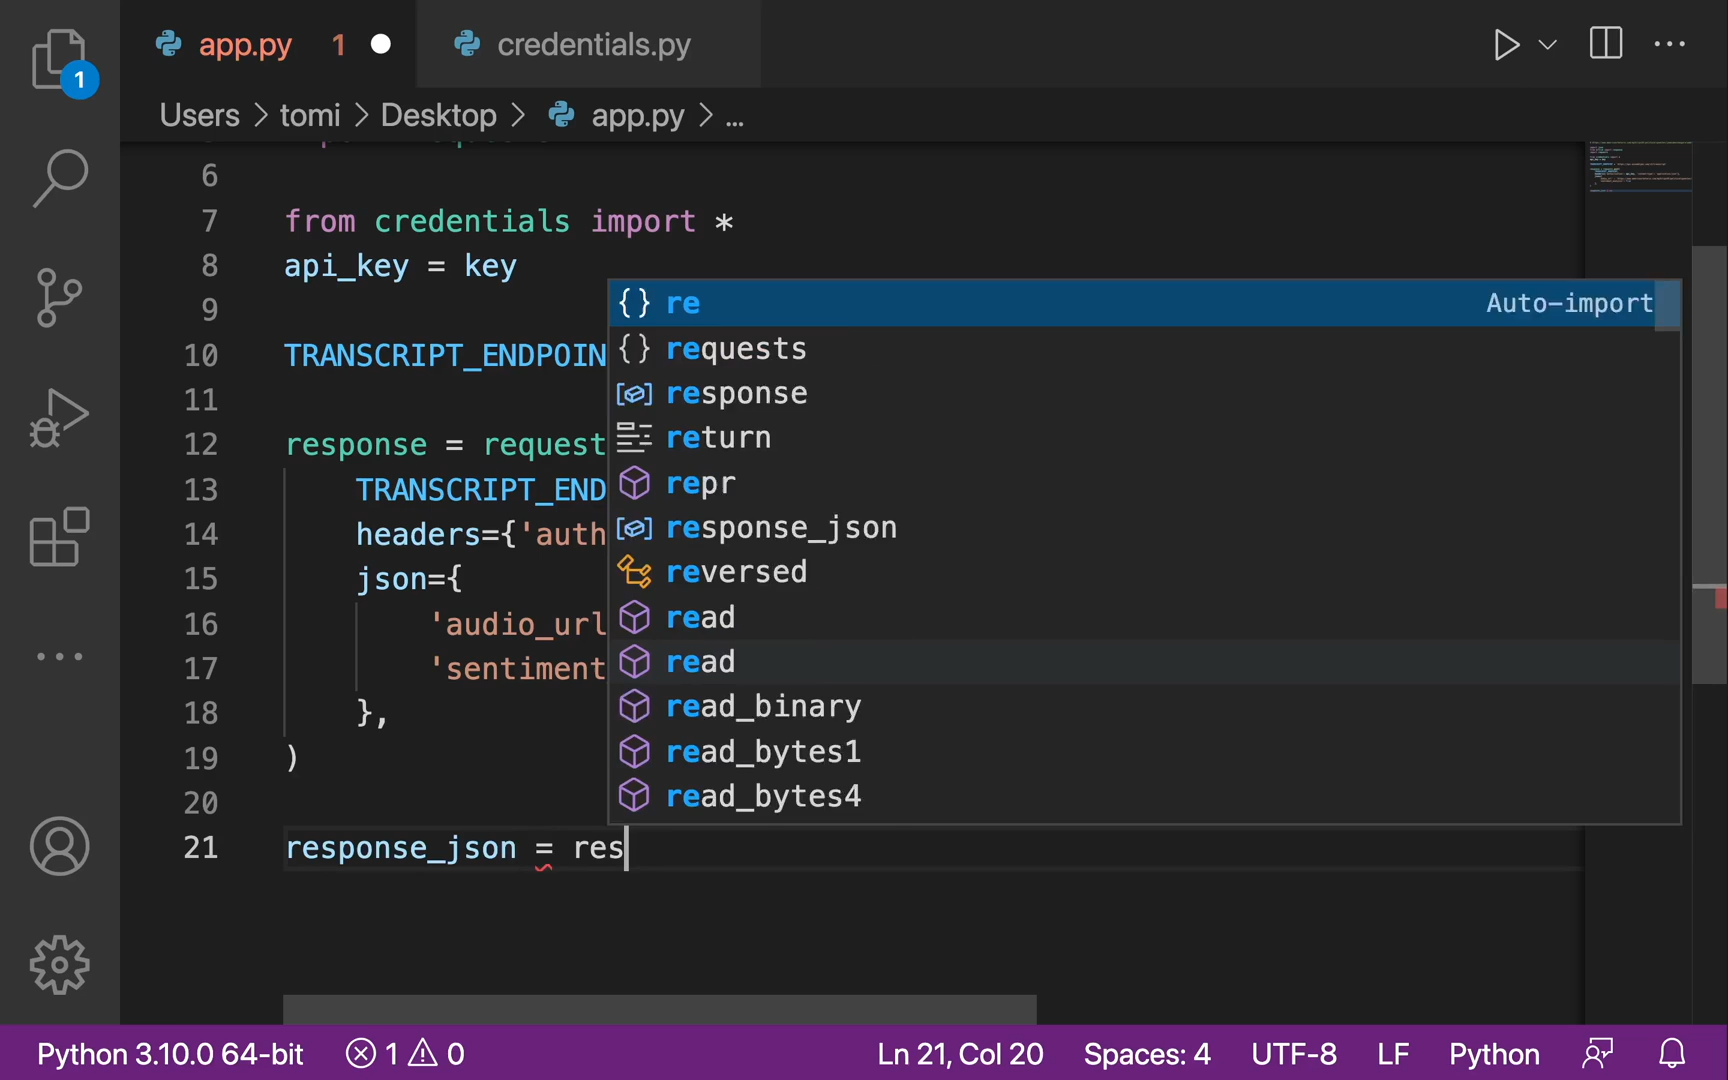 app.py 1 credentials.py
1
Users > tomi > Desktop > app.py > ...
6
7 from credentials import *
8 api_key = key
9
10 TRANSCRIPT_ENDPOIN
11
12 response = request
13 TRANSCRIPT_END
14 headers={'auth
15 json={
16 'audio_url
17 'sentiment
18 },
19 )
20
21 response_json = res
{} re Auto-import
{} requests
response
return
repr
response_json
reversed
read
read
read_binary
read_bytes1
read_bytes4
Python 3.10.0 64-bit 1 0 Ln 21, Col 20 Spaces: 4 UTF-8 LF Python